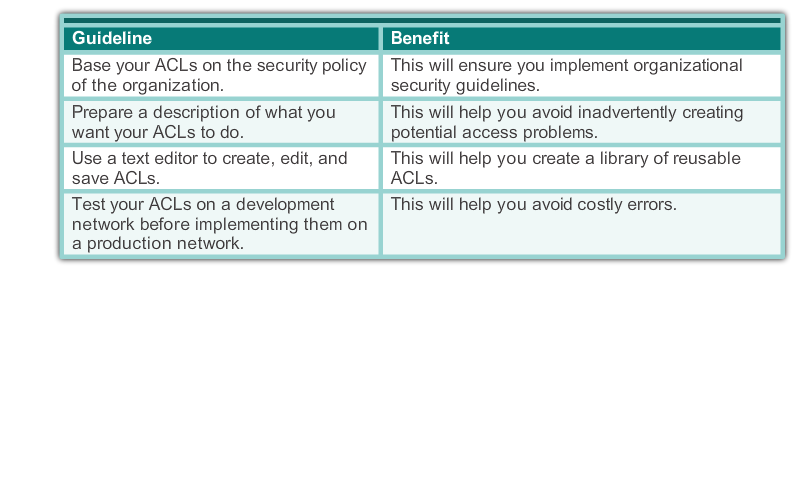 Guideline
Benefit
Base your ACLs on the security policy
of the organization.
This will ensure you implement organizational
security guidelines.
Prepare a description of what you
want your ACLs to do.
This will help you avoid inadvertently creating
potential access problems.
Use a text editor to create, edit, and
save ACLs.
This will help you create a library of reusable
ACLs.
Test your ACLs on a development
network before implementing them on
a production network.
This will help you avoid costly errors.